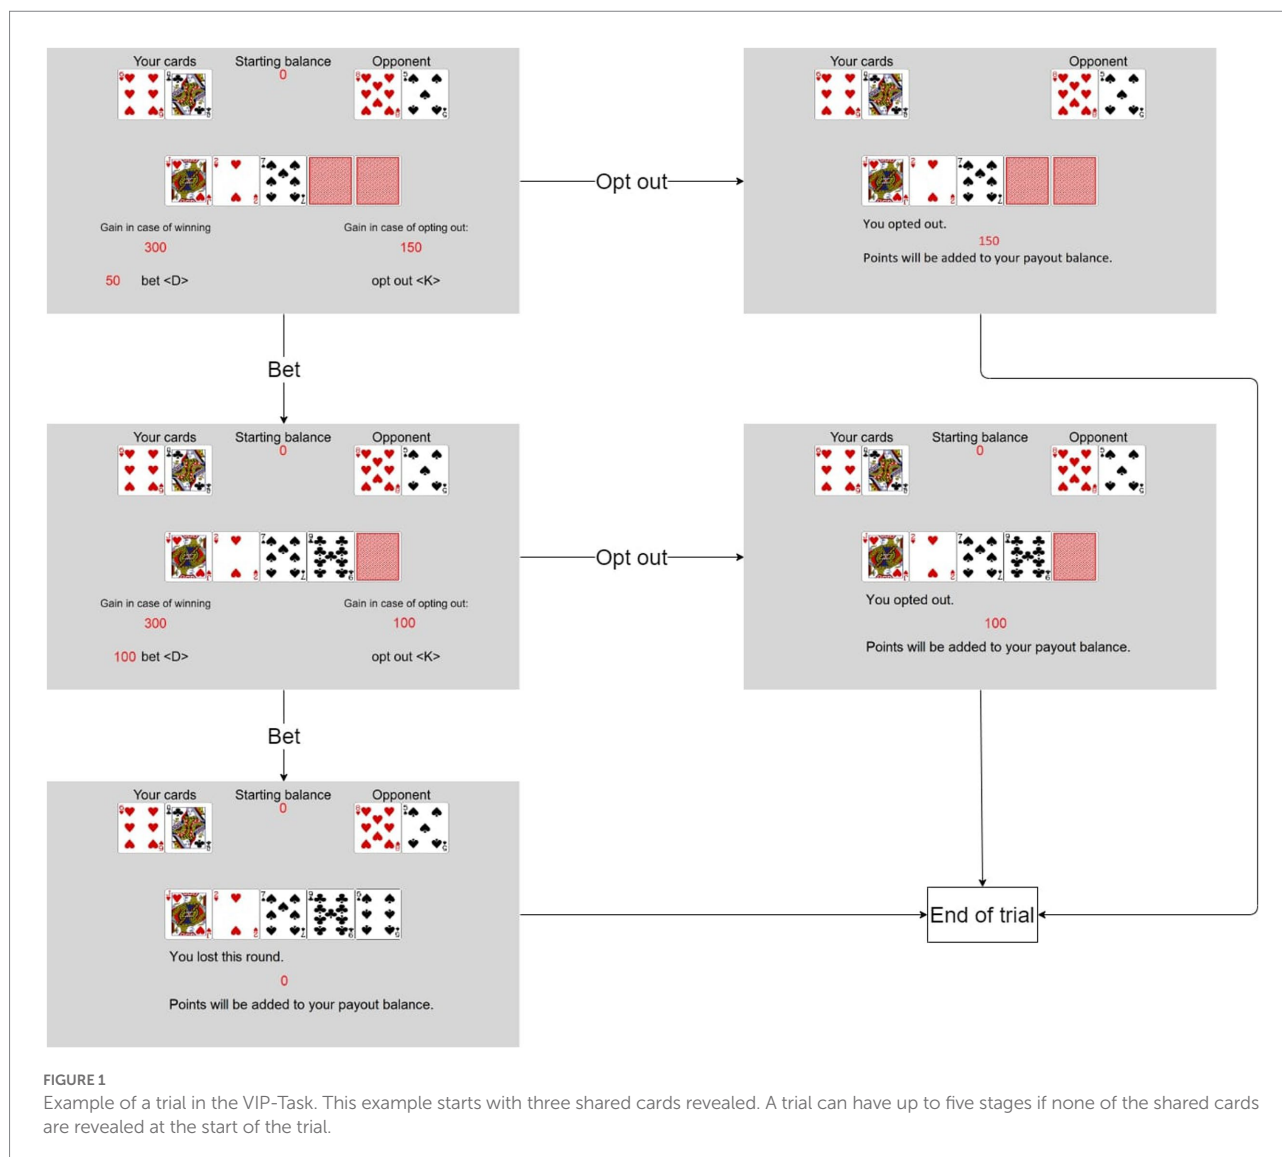 Your cards Starting balance Opponent
0
Gain in case of winning Gain in case of opting out:
300 150
50 bet <D> opt out <K>
Opt out
Your cards Opponent
You opted out.
150
Points will be added to your payout balance.
Bet
Your cards Starting balance Opponent
0
Gain in case of winning Gain in case of opting out:
300 100
100 bet <D> opt out <K>
Opt out
Your cards Starting balance Opponent
0
You opted out.
100
Points will be added to your payout balance.
Bet
Your cards Starting balance Opponent
0
You lost this round.
0
Points will be added to your payout balance.
End of trial
FIGURE 1
Example of a trial in the VIP-Task. This example starts with three shared cards revealed. A trial can have up to five stages if none of the shared cards
are revealed at the start of the trial.